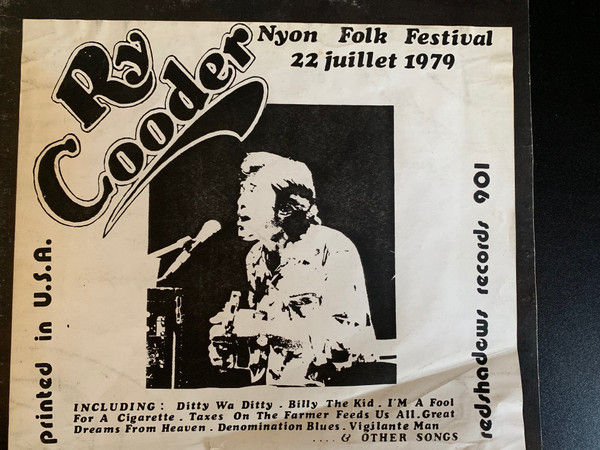 Ry
Cooder
Nyon Folk Festival
22 juillet 1979
printed in U.S.A.
redshadows records 901
INCLUDING: Ditty Wa Ditty . Billy The Kid . I'M A Fool
For A Cigarette . Taxes On The Farmer Feeds Us All.Great
Dreams From Heaven . Denomination Blues . Vigilante Man
.... & OTHER SONGS